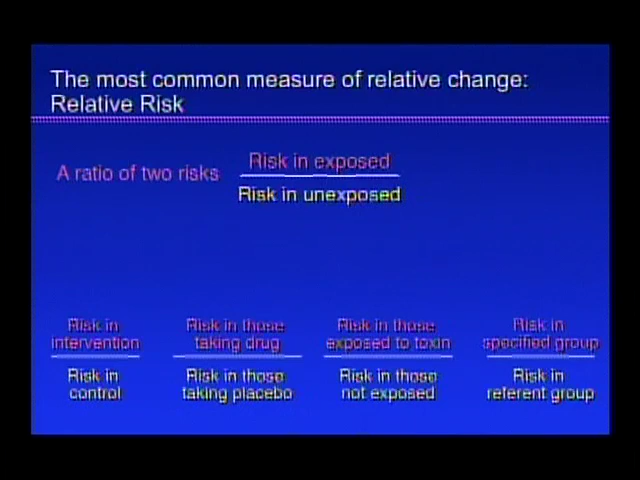 The most common measure of relative change:
Relative Risk
A ratio of two risks
Risk in exposed
Risk in unexposed
Risk in
intervention
Risk in
control
Risk in those
taking drug
Risk in those
taking placebo
Risk in those
exposed to toxin
Risk in those
not exposed
Risk in
specified group
Risk in
referent group